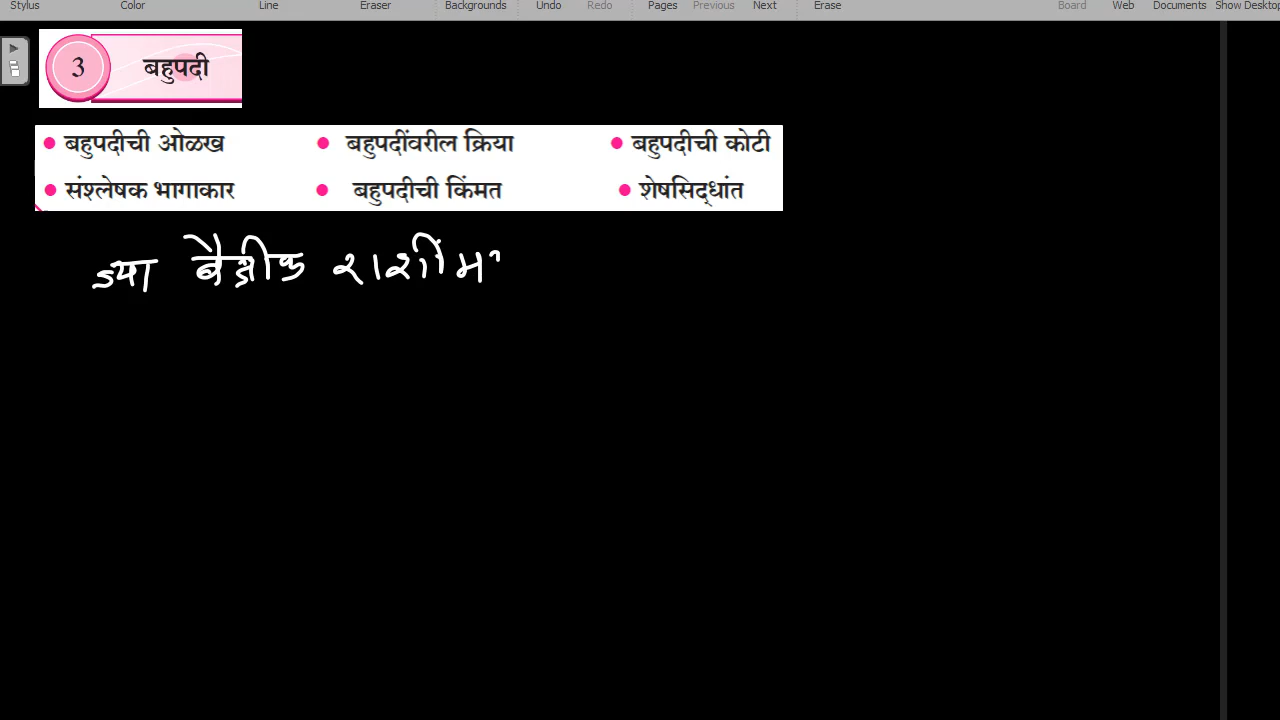 Stylus Color Line Eraser Backgrounds Undo Redo Pages Previous Next Erase Board Web Documents Show Desktop
3 बहुपदी
• बहुपदीची ओळख • बहुपदींवरील क्रिया • बहुपदीची कोटी
• संश्लेषक भागाकार • बहुपदीची किंमत • शेषसिद्धांत
ज्या बैजीक राशीं